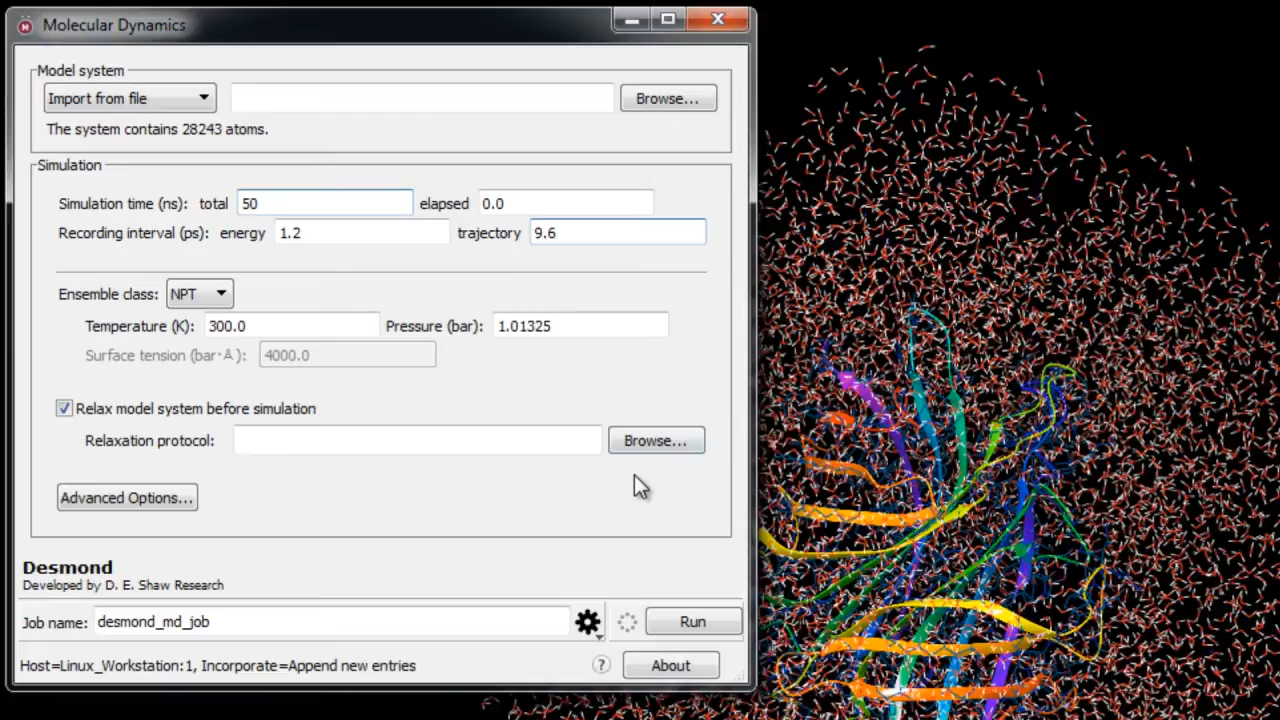 Molecular Dynamics
Model system
Import from file Browse...
The system contains 28243 atoms.
Simulation
Simulation time (ns): total 50 elapsed 0.0
Recording interval (ps): energy 1.2 trajectory 9.6
Ensemble class: NPT
Temperature (K): 300.0 Pressure (bar): 1.01325
Surface tension (bar·Å): 4000.0
Relax model system before simulation
Relaxation protocol: Browse...
Advanced Options...
Desmond
Developed by D. E. Shaw Research
Job name: desmond_md_job Run
Host=Linux_Workstation:1, Incorporate=Append new entries ? About